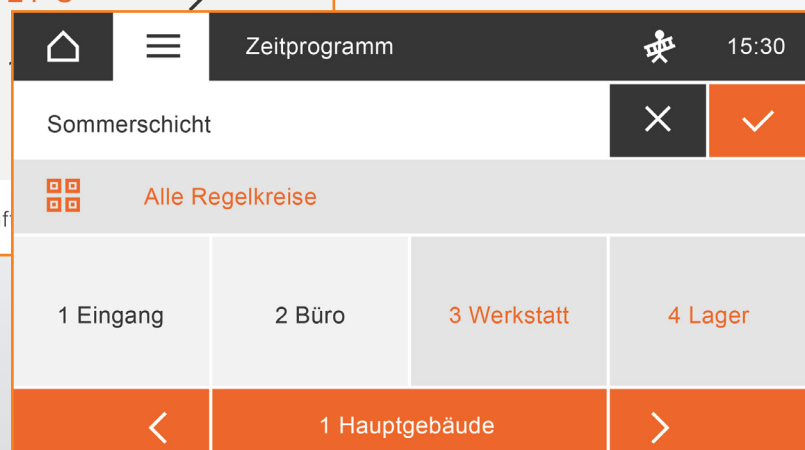 Zeitprogramm
15:30
Sommerschicht
Alle Regelkreise
1 Eingang
2 Büro
3 Werkstatt
4 Lager
1 Hauptgebäude